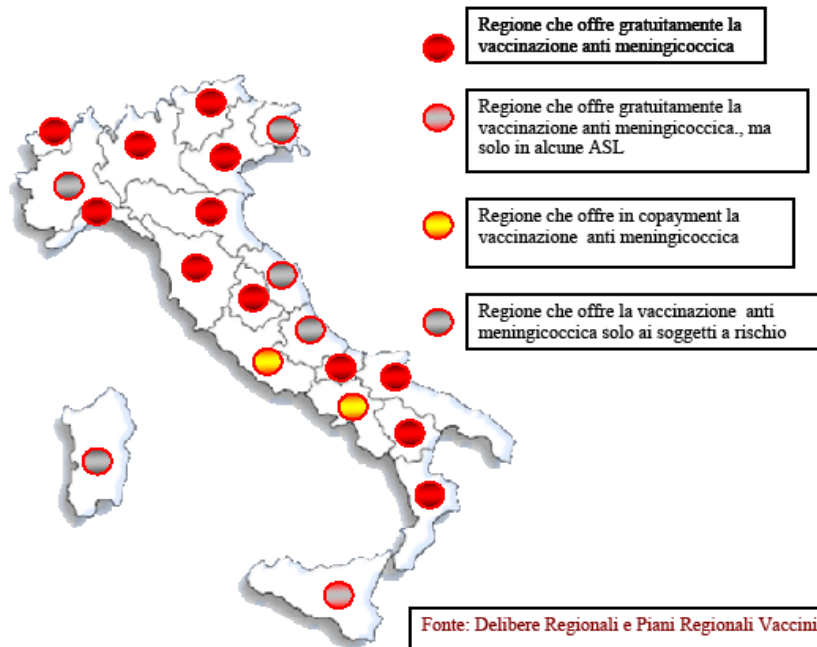 Regione che offre gratuitamente la
vaccinazione anti meningicoccica
Regione che offre gratuitamente la
vaccinazione anti meningicoccica., ma
solo in alcune ASL
Regione che offre in copayment la
vaccinazione anti meningicoccica
Regione che offre la vaccinazione anti
meningicoccica solo ai soggetti a rischio
Fonte: Delibere Regionali e Piani Regionali Vaccini